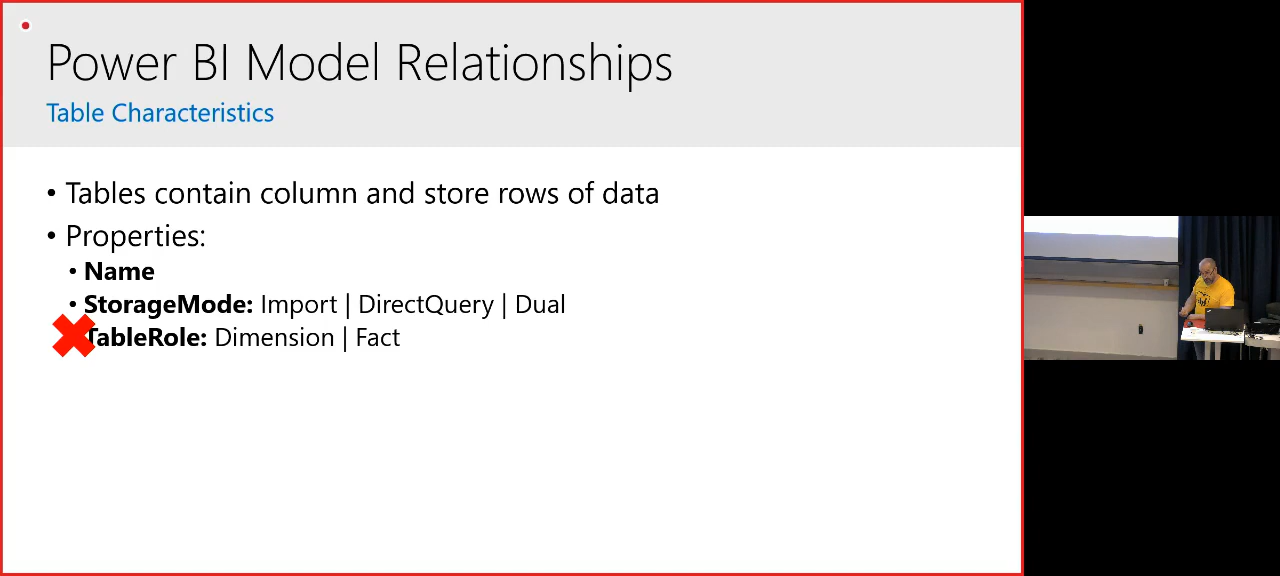 Power BI Model Relationships
Table Characteristics
• Tables contain column and store rows of data
• Properties:
• Name
• StorageMode: Import | DirectQuery | Dual
TableRole: Dimension | Fact